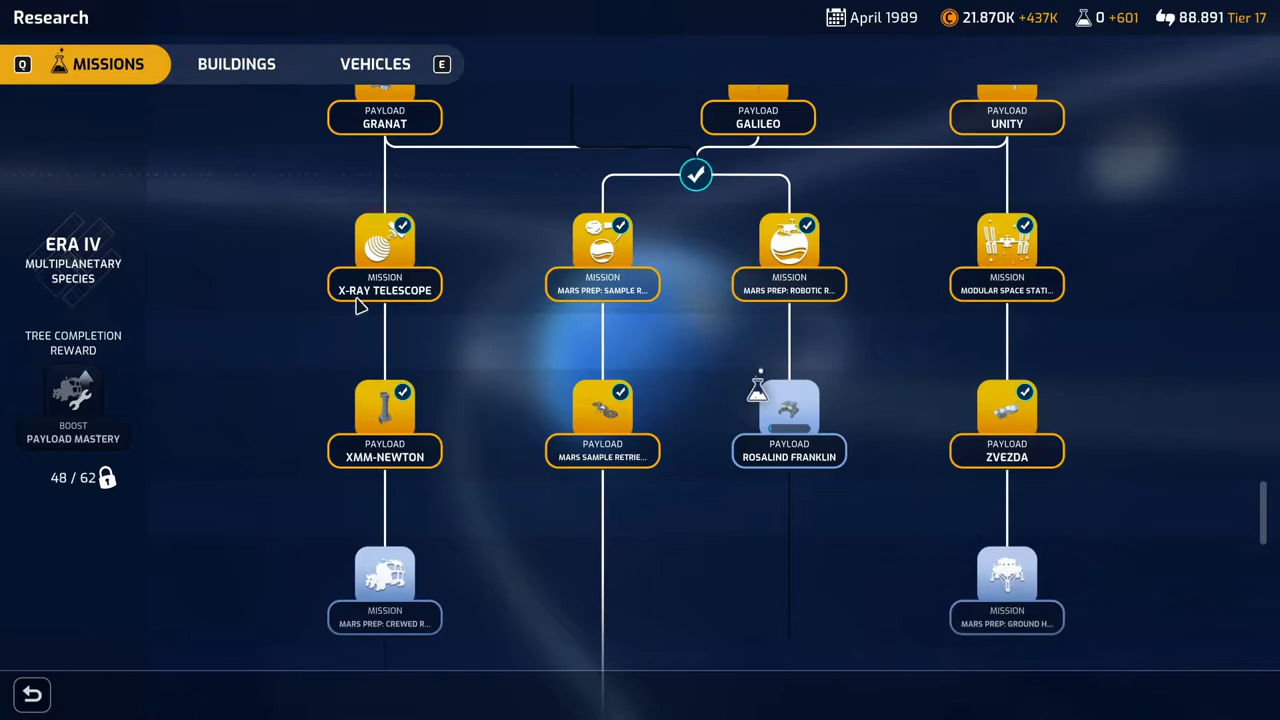 Research
April 1989
21.870K +437K
0 +601
88.891 Tier 17
Q
MISSIONS
BUILDINGS
VEHICLES
E
PAYLOAD
GRANAT
PAYLOAD
GALILEO
PAYLOAD
UNITY
ERA IV
MULTIPLANETARY
SPECIES
MISSION
X-RAY TELESCOPE
MISSION
MARS PREP: SAMPLE R...
MISSION
MARS PREP: ROBOTIC R...
MISSION
MODULAR SPACE STATI...
TREE COMPLETION
REWARD
BOOST
PAYLOAD MASTERY
48 / 62
PAYLOAD
XMM-NEWTON
PAYLOAD
MARS SAMPLE RETRIE...
PAYLOAD
ROSALIND FRANKLIN
PAYLOAD
ZVEZDA
MISSION
MARS PREP: CREWED R...
MISSION
MARS PREP: GROUND H...